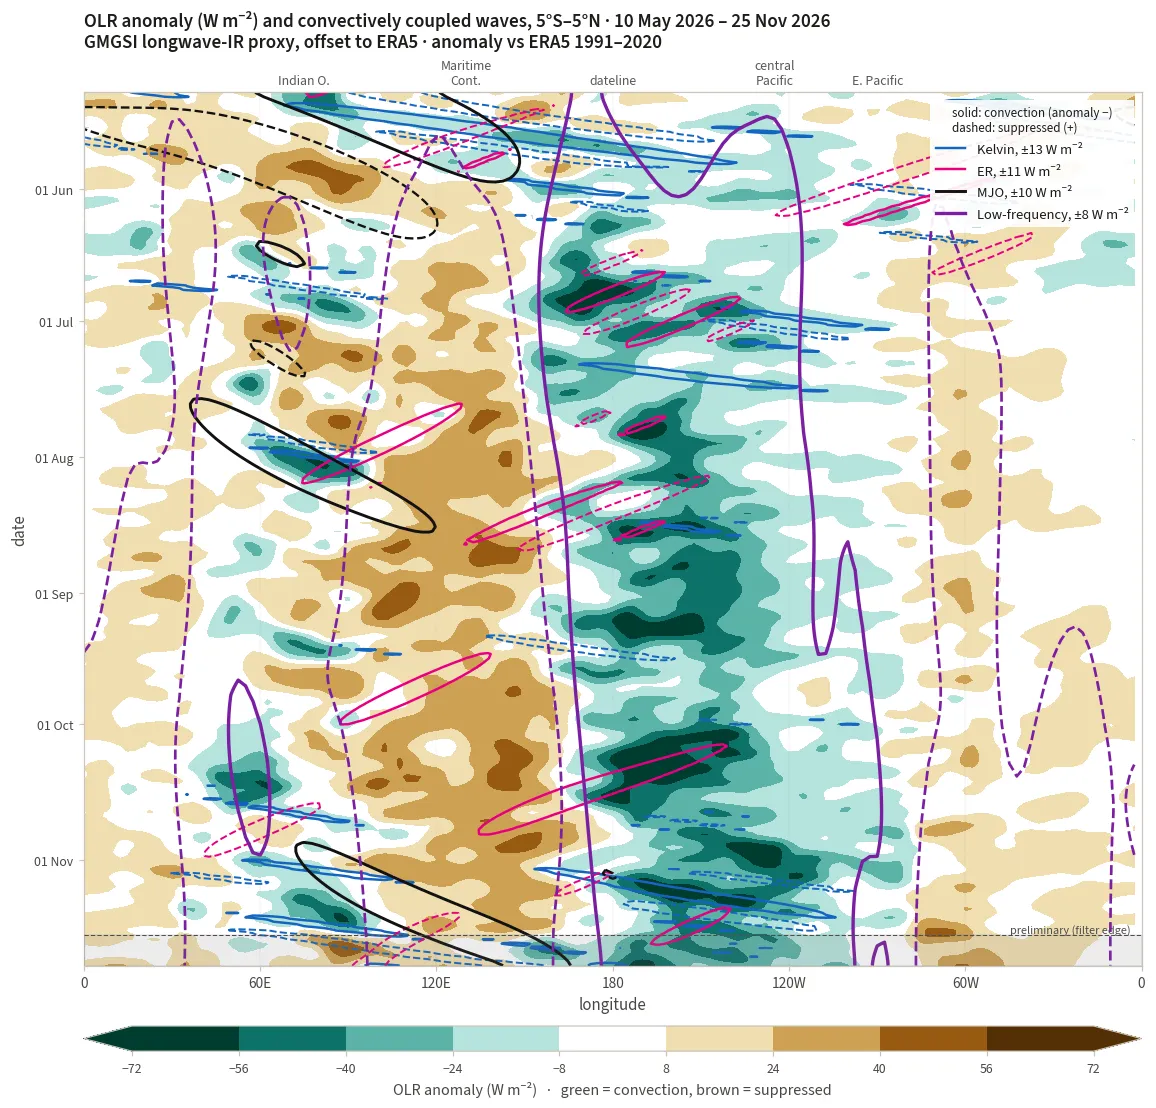 OLR anomaly (W m⁻²) and convectively coupled waves, 5°S–5°N · 10 May 2026 – 25 Nov 2026
GMGSI longwave-IR proxy, offset to ERA5 · anomaly vs ERA5 1991–2020
Indian O.
Maritime
Cont.
dateline
central
Pacific
E. Pacific
solid: convection (anomaly −)
dashed: suppressed (+)
Kelvin, ±13 W m⁻²
ER, ±11 W m⁻²
MJO, ±10 W m⁻²
Low-frequency, ±8 W m⁻²
date
01 Jun
01 Jul
01 Aug
01 Sep
01 Oct
01 Nov
preliminary (filter edge)
0
60E
120E
180
120W
60W
0
longitude
−72
−56
−40
−24
−8
8
24
40
56
72
OLR anomaly (W m⁻²) · green = convection, brown = suppressed